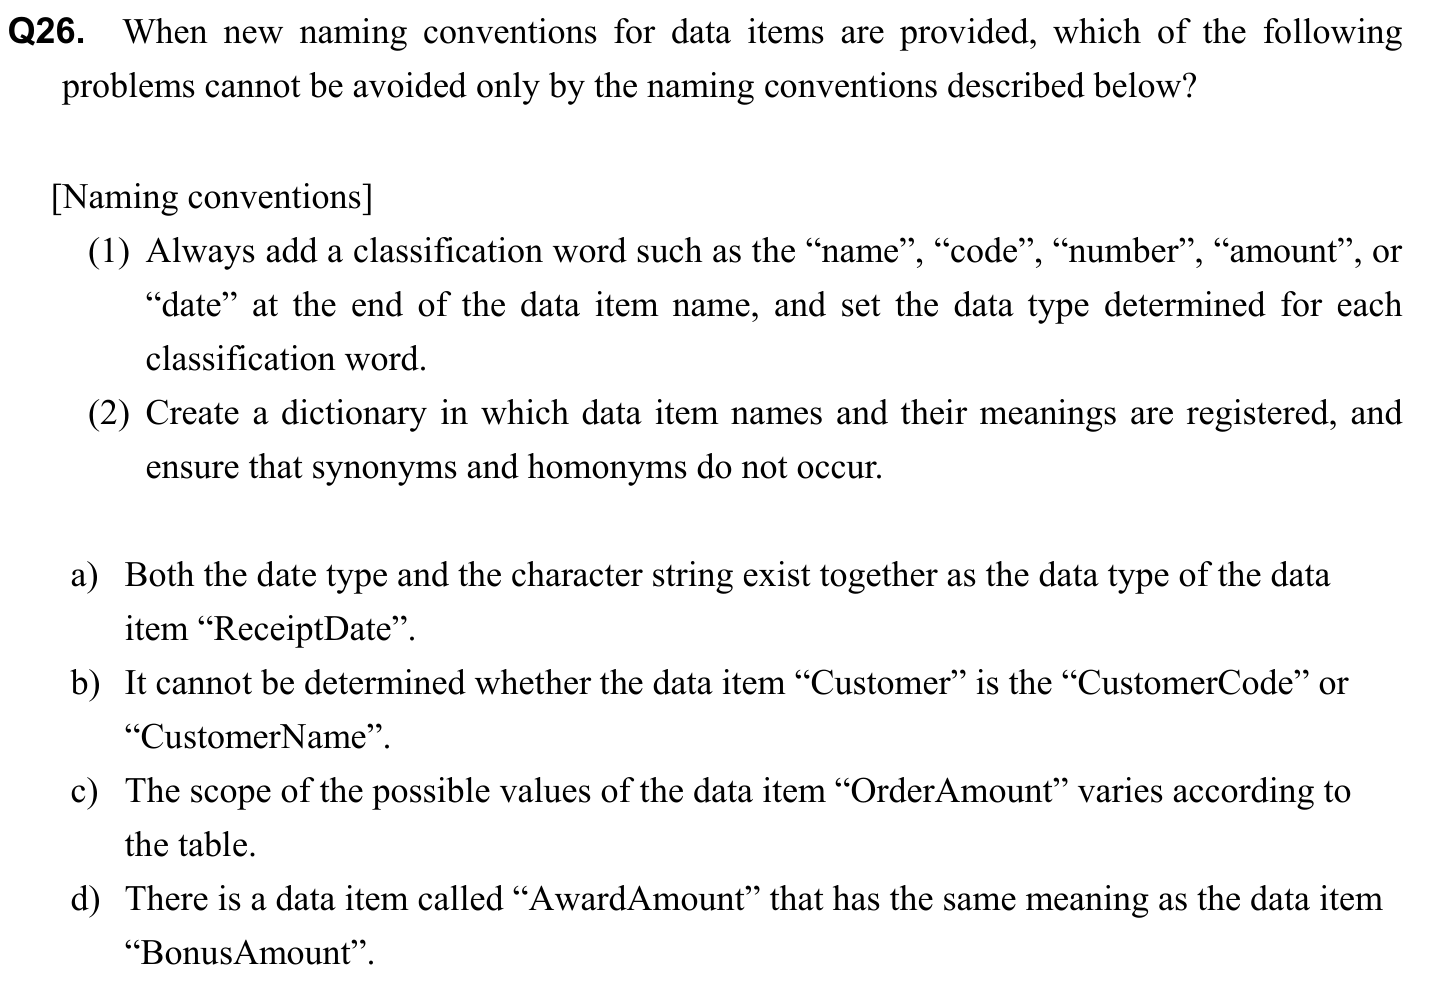 Q26. When new naming conventions for data items are provided, which of the following
problems cannot be avoided only by the naming conventions described below?
[Naming conventions]
(1) Always add a classification word such as the “name”, “code”, “number”, “amount”, or
“date” at the end of the data item name, and set the data type determined for each
classification word.
(2) Create a dictionary in which data item names and their meanings are registered, and
ensure that synonyms and homonyms do not occur.
a) Both the date type and the character string exist together as the data type of the data
item “ReceiptDate”.
b) It cannot be determined whether the data item “Customer” is the “CustomerCode” or
“CustomerName”.
c) The scope of the possible values of the data item “OrderAmount” varies according to
the table.
d) There is a data item called “AwardAmount” that has the same meaning as the data item
“BonusAmount”.